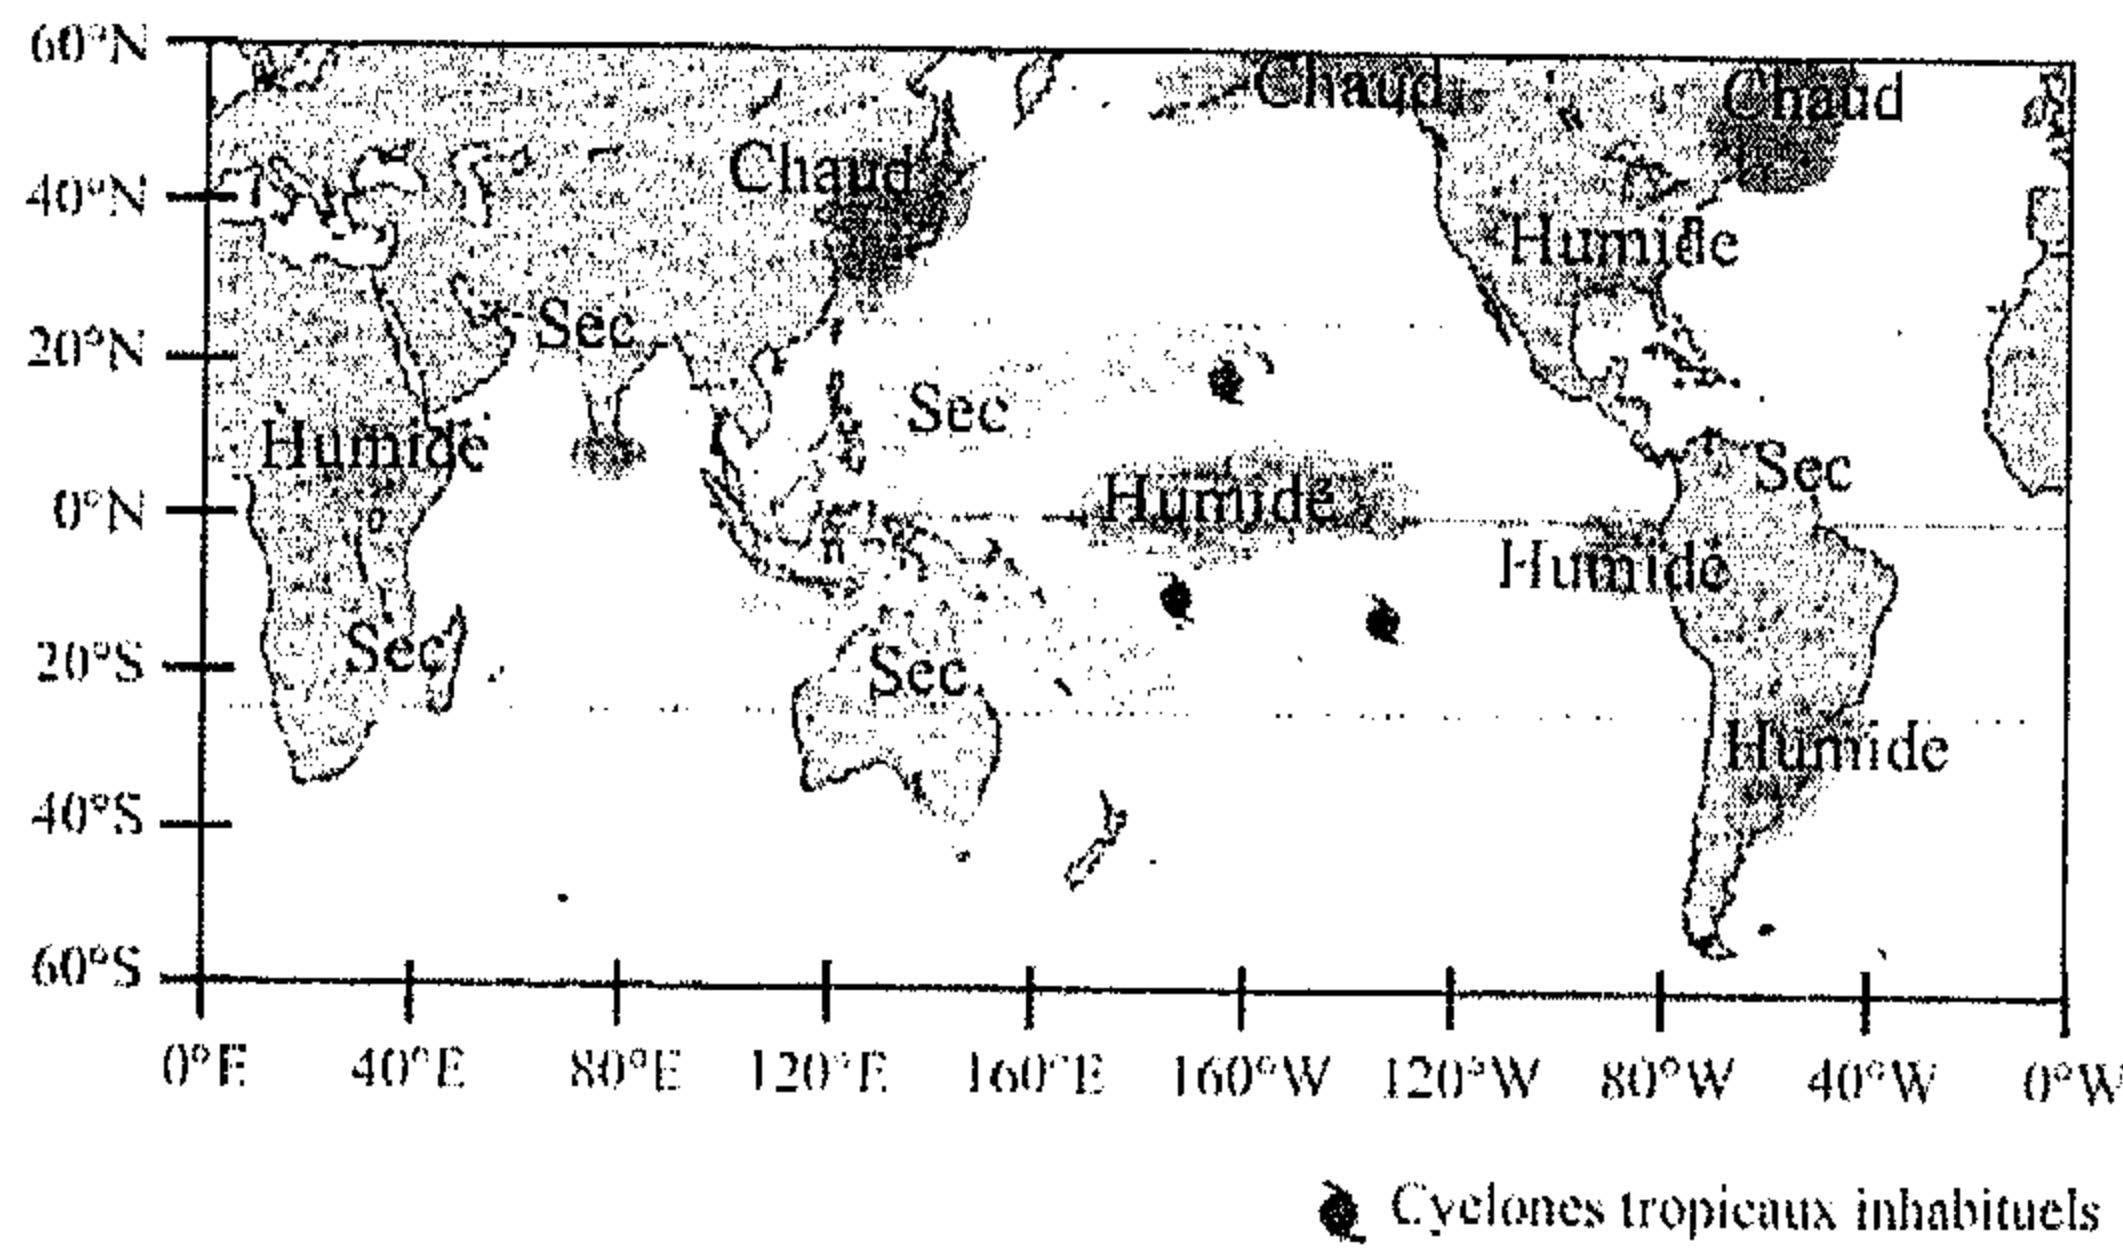 60°N
Chaud Chaud
Chaud
40°N
Humide
Sec
20°N
Sec
Humide Sec
0°N Humide
Humide
Sec
20°S Sec
Humide
40°S
60°S
0°E 40°E 80°E 120°E 160°E 160°W 120°W 80°W 40°W 0°W
Cyclones tropicaux inhabituels